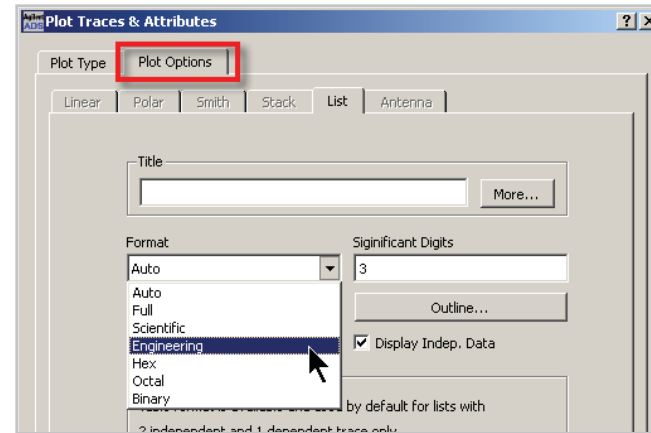 Agilent ADS Plot Traces & Attributes
Plot Type Plot Options
Linear Polar Smith Stack List Antenna
Title
More...
Format Siginificant Digits
Auto 3
Auto
Full
Outline...
Scientific
Engineering
Display Indep. Data
Hex
Octal
Binary
by default for lists with
2 independent and 1 dependent trace only